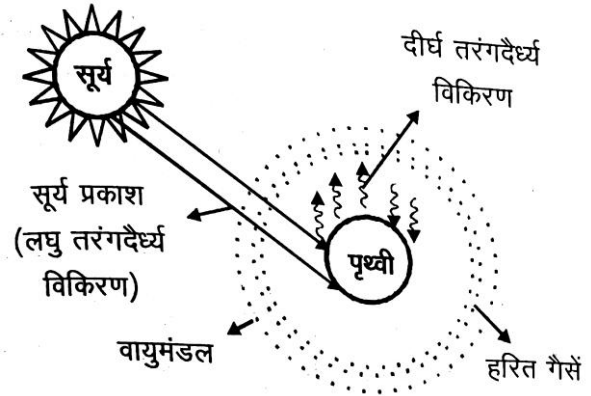 सूर्य
दीर्घ तरंगदैर्ध्य
विकिरण
सूर्य प्रकाश
(लघु तरंगदैर्ध्य
विकिरण)
पृथ्वी
वायुमंडल
हरित गैसें